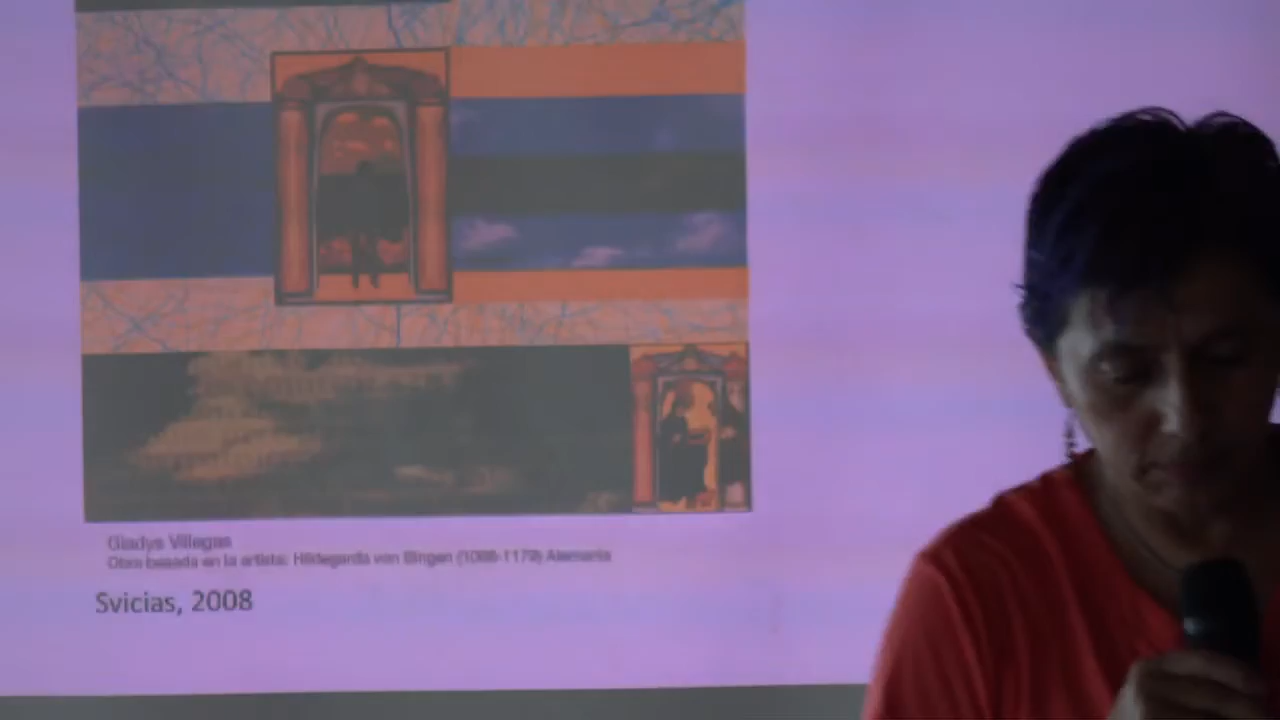 Gladys Villegas
Obra basada en la artista: Hildegarda von Bingen (1098-1179) Alemania
Svicias, 2008